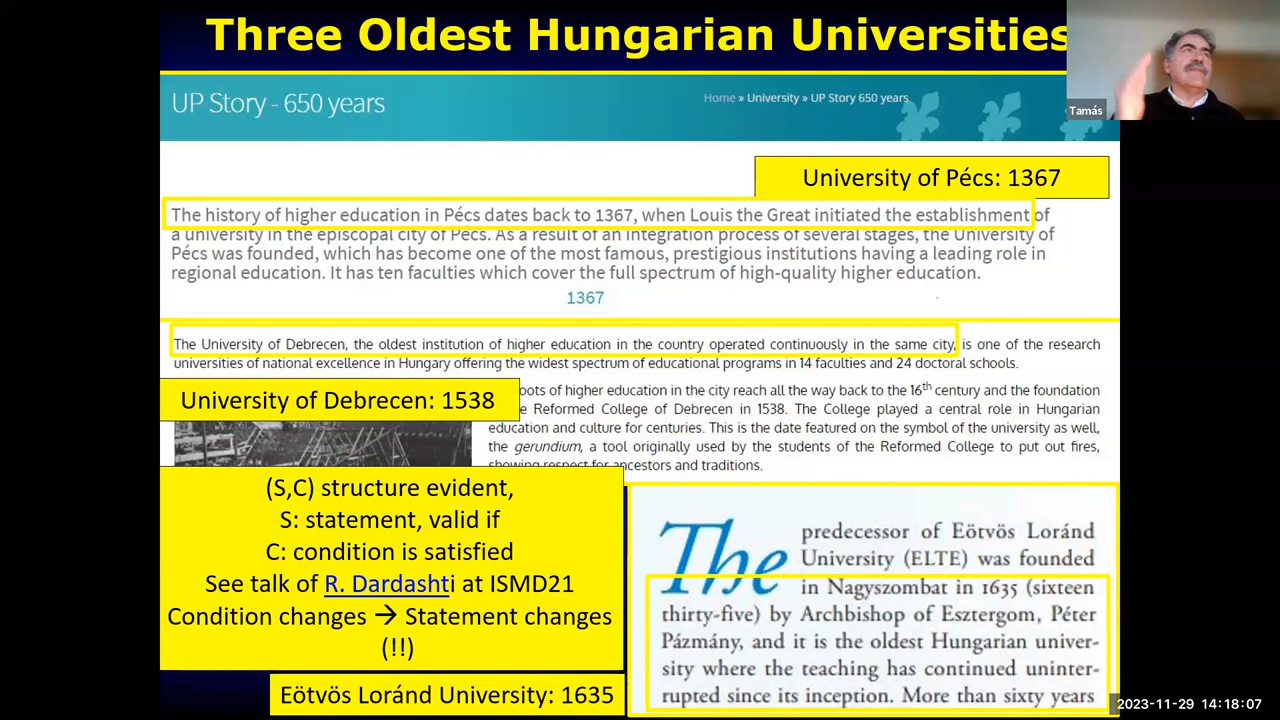 Three Oldest Hungarian Universities
Tamás
UP Story - 650 years
Home » University » UP Story 650 years
University of Pécs: 1367
The history of higher education in Pécs dates back to 1367, when Louis the Great initiated the establishment of
a university in the episcopal city of Pécs. As a result of an integration process of several stages, the University of
Pécs was founded, which has become one of the most famous, prestigious institutions having a leading role in
regional education. It has ten faculties which cover the full spectrum of high-quality higher education.
1367
The University of Debrecen, the oldest institution of higher education in the country operated continuously in the same city, is one of the research
universities of national excellence in Hungary offering the widest spectrum of educational programs in 14 faculties and 24 doctoral schools.
University of Debrecen: 1538
of higher education in the city reach all the way back to the 16th century and the foundation
Reformed College of Debrecen in 1538. The College played a central role in Hungarian
education and culture for centuries. This is the date featured on the symbol of the university as well,
the gerundium, a tool originally used by the students of the Reformed College to put out fires,
showing respect for ancestors and traditions.
(S,C) structure evident,
S: statement, valid if
C: condition is satisfied
See talk of R. Dardashti at ISMD21
Condition changes → Statement changes
(!!)
Eötvös Loránd University: 1635
The predecessor of Eötvös Loránd
University (ELTE) was founded
in Nagyszombat in 1635 (sixteen
thirty-five) by Archbishop of Esztergom, Péter
Pázmány, and it is the oldest Hungarian univer-
sity where the teaching has continued uninter-
rupted since its inception. More than sixty years
2023-11-29 14:18:07